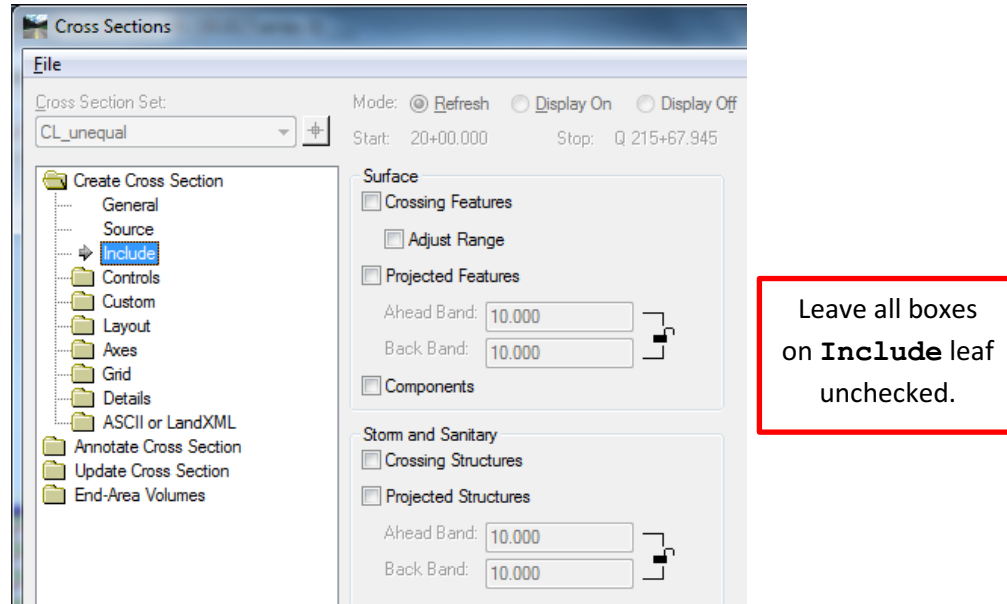 Cross Sections
File
Cross Section Set:
CL_unequal
Mode: Refresh Display On Display Off
Start: 20+00.000 Stop: Q 215+67.945
Create Cross Section
General
Source
Include
Controls
Custom
Layout
Axes
Grid
Details
ASCII or LandXML
Annotate Cross Section
Update Cross Section
End-Area Volumes
Surface
Crossing Features
Adjust Range
Projected Features
Ahead Band: 10.000
Back Band: 10.000
Components
Storm and Sanitary
Crossing Structures
Projected Structures
Ahead Band: 10.000
Back Band: 10.000
Leave all boxes
on Include leaf
unchecked.